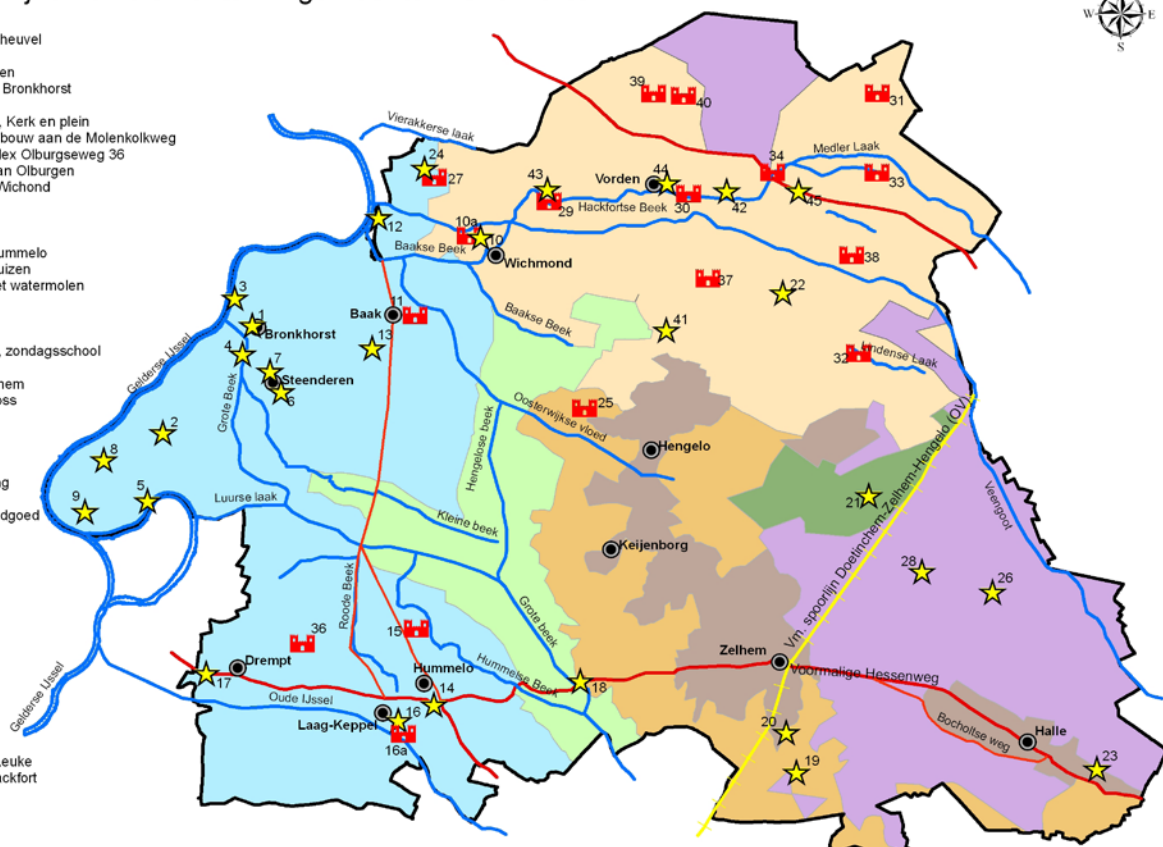 heuvel
en
Bronkhorst
, Kerk en plein
bouw aan de Molenkolkweg
lex Olburgseweg 36
an Olburgen
Wichond
ummelo
uizen
et watermolen
, zondagsschool
hem
oss
ng
dgoed
euke
ackfort
W E
S
39
40
31
Vierakkerse laak
24
27
34
Medler Laak
33
43
29
Vorden
44
30
42
45
Hackfortse Beek
12
10a
10
Baakse Beek
Wichmond
38
37
22
3
1
Bronkhorst
Baak
11
13
Baakse Beek
41
32
Lindense Laak
4
7
Steenderen
6
Gelderse IJssel
Grote Beek
25
Oosterwijkse vloed
Hengelo
2
8
9
5
Luurse laak
Hengelose beek
Kleine beek
21
Vm. spoorlijn Doetinchem-Zelhem-Hengelo (OV)
Veengoot
Keijenborg
28
26
Roode Beek
Grote beek
36
15
Drempt
17
Hummelo
Hummelse Beek
14
18
Zelhem
Voormalige Hessenweg
Gelderse IJssel
Oude IJssel
Laag-Keppel
16
16a
20
19
Bocholtse weg
Halle
23